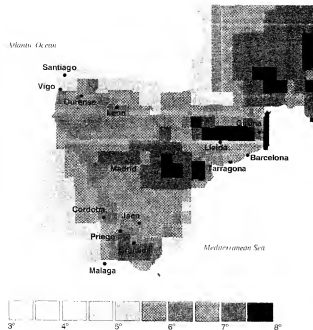 Atlantic Ocean
Santiago
Vigo
Ourense
León
Lleida
Barcelona
Tarragona
Madrid
Cordoba
Jaén
Priego
Mediterranean Sea
Malaga
3° 4° 5° 6° 7° 8°